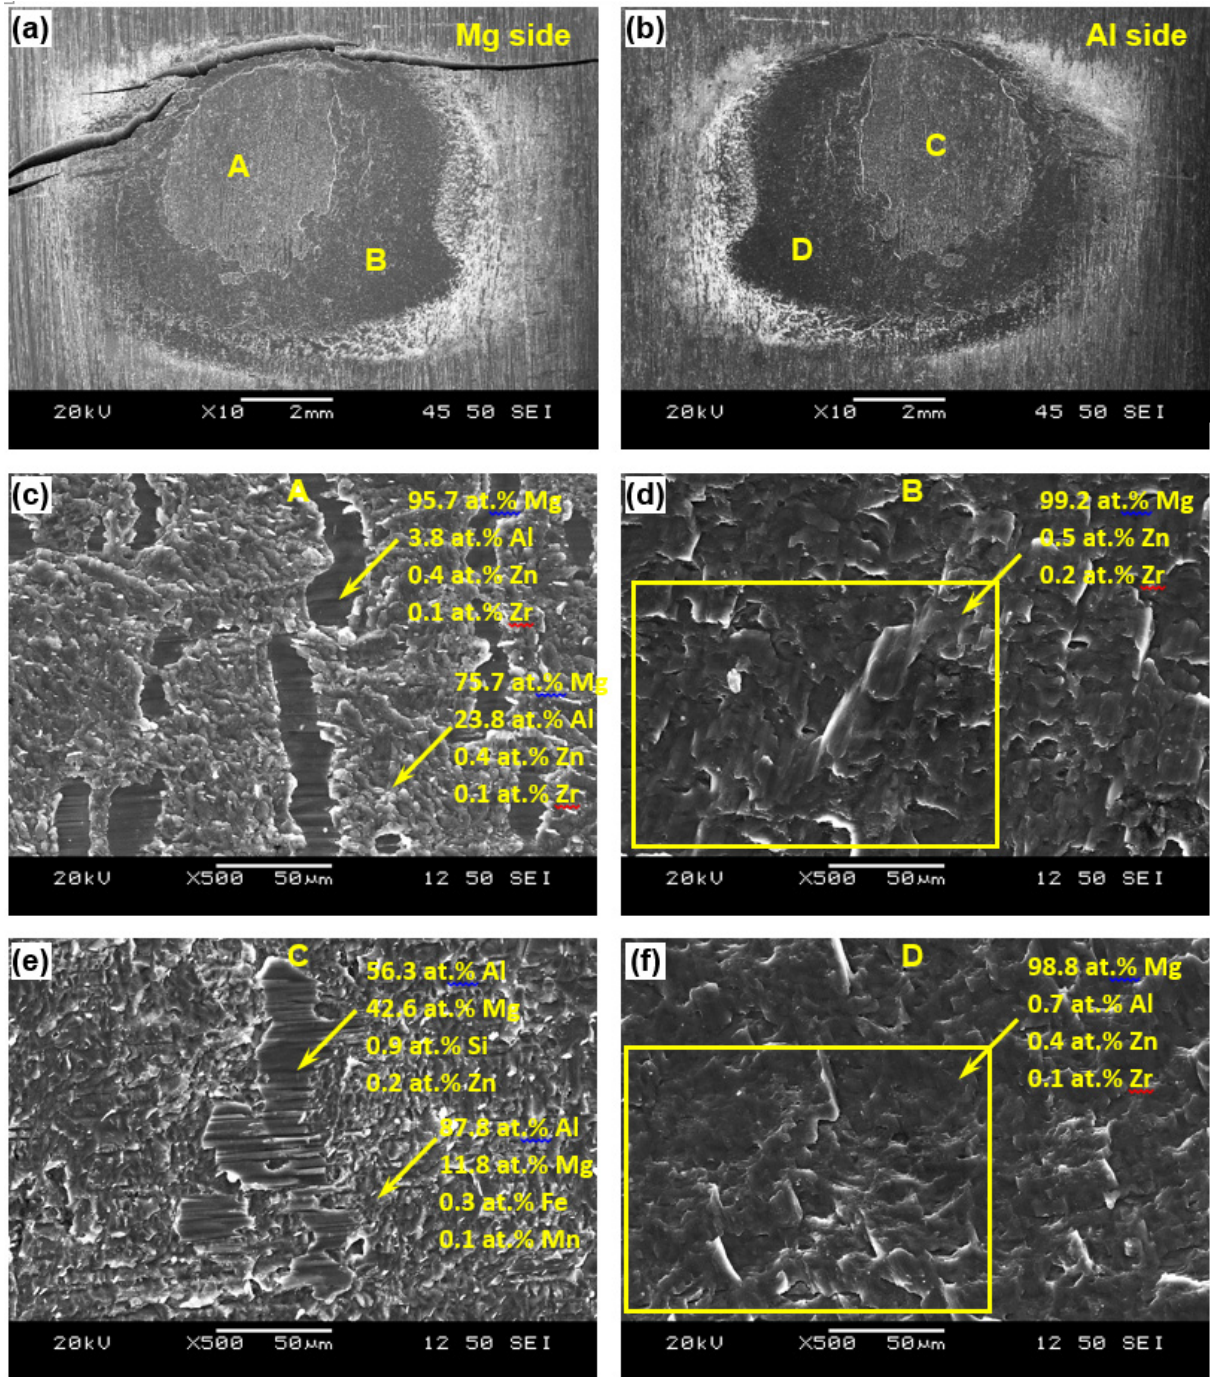 (a)
Mg side
A
B
20kV X10 2mm 45 50 SEI
(b)
Al side
C
D
20kV X10 2mm 45 50 SEI
(c)
A
95.7 at.% Mg
3.8 at.% Al
0.4 at.% Zn
0.1 at.% Zr
75.7 at.% Mg
23.8 at.% Al
0.4 at.% Zn
0.1 at.% Zr
20kV X500 50µm 12 50 SEI
(d)
B
99.2 at.% Mg
0.5 at.% Zn
0.2 at.% Zr
20kV X500 50µm 12 50 SEI
(e)
C
56.3 at.% Al
42.6 at.% Mg
0.9 at.% Si
0.2 at.% Zn
87.8 at.% Al
11.8 at.% Mg
0.3 at.% Fe
0.1 at.% Mn
20kV X500 50µm 12 50 SEI
(f)
D
98.8 at.% Mg
0.7 at.% Al
0.4 at.% Zn
0.1 at.% Zr
20kV X500 50µm 12 50 SEI